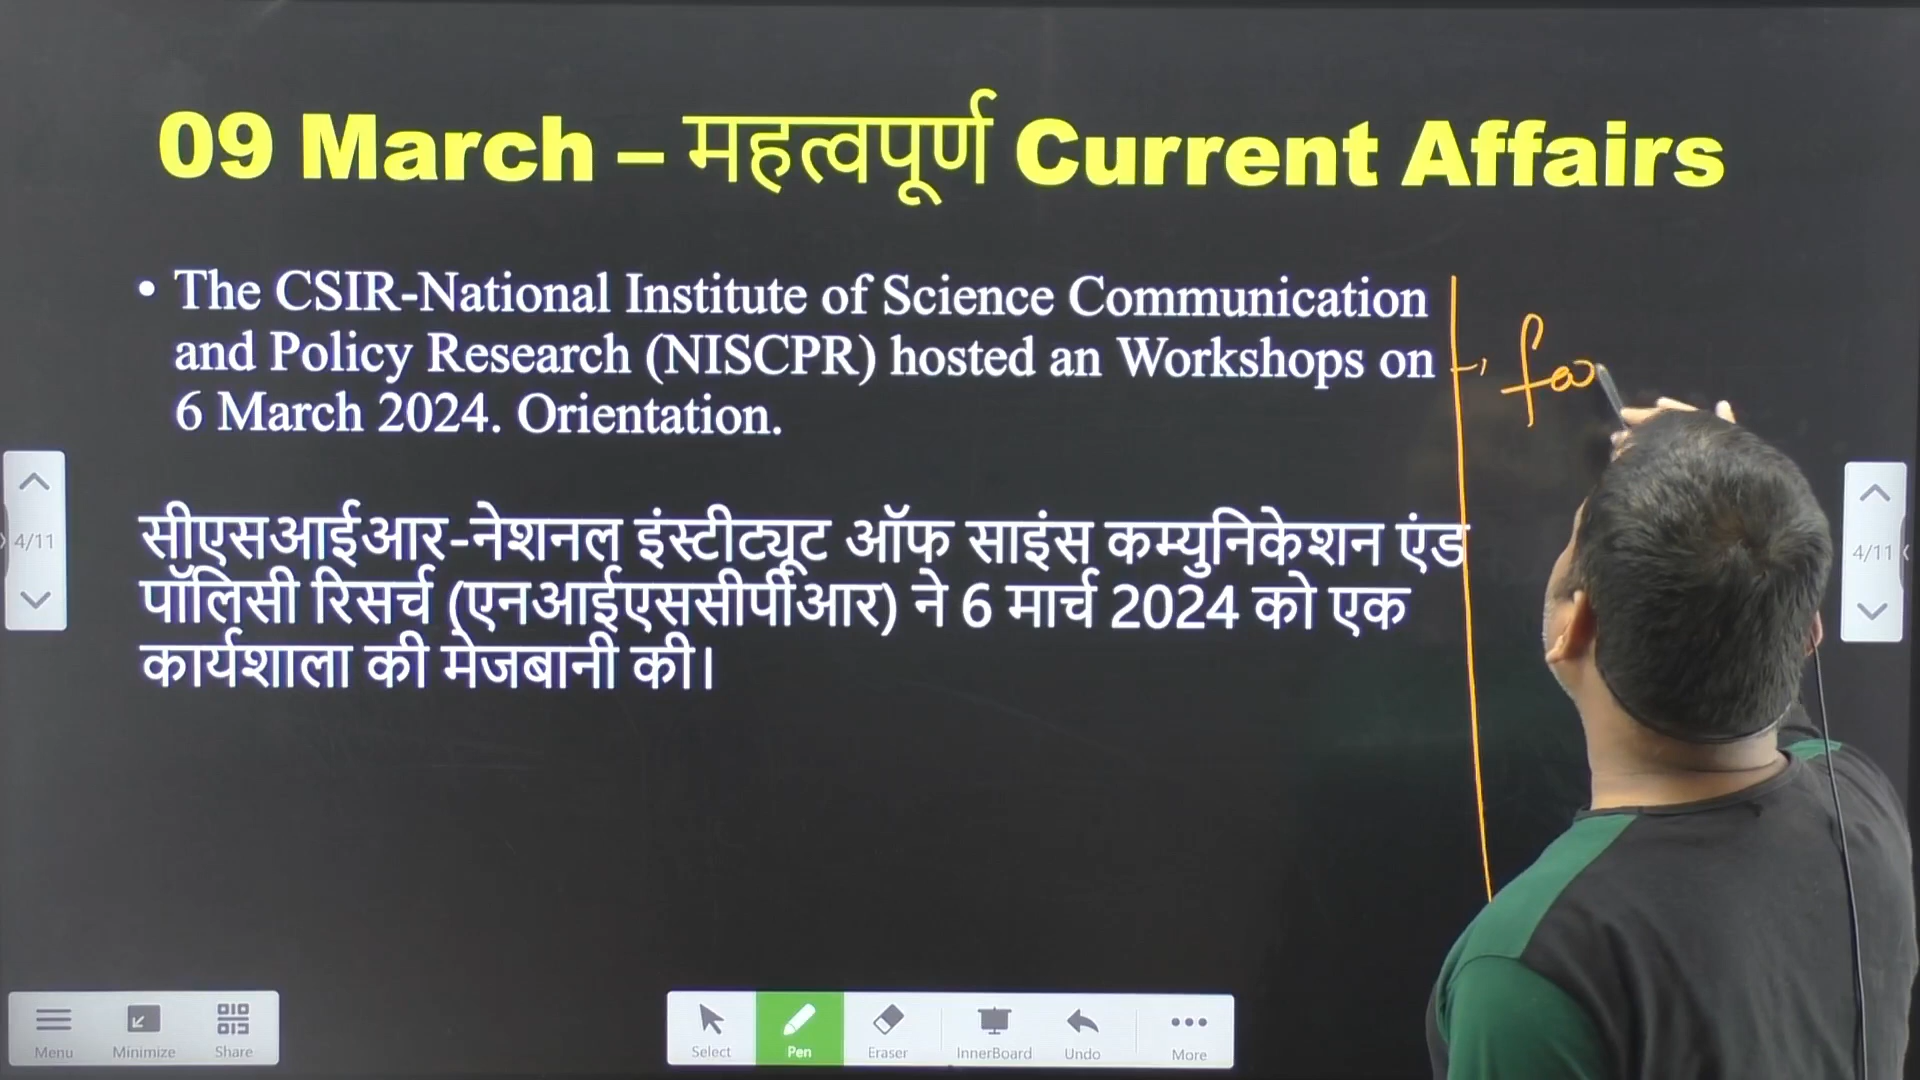 09 March – महत्वपूर्ण Current Affairs
• The CSIR-National Institute of Science Communication
and Policy Research (NISCPR) hosted an Workshops on
6 March 2024. Orientation.
सीएसआईआर-नेशनल इंस्टीट्यूट ऑफ साइंस कम्युनिकेशन एंड
पॉलिसी रिसर्च (एनआईएससीपीआर) ने 6 मार्च 2024 को एक
कार्यशाला की मेजबानी की।
4/11
4/11
Menu Minimize Share
Select Pen Eraser InnerBoard Undo More